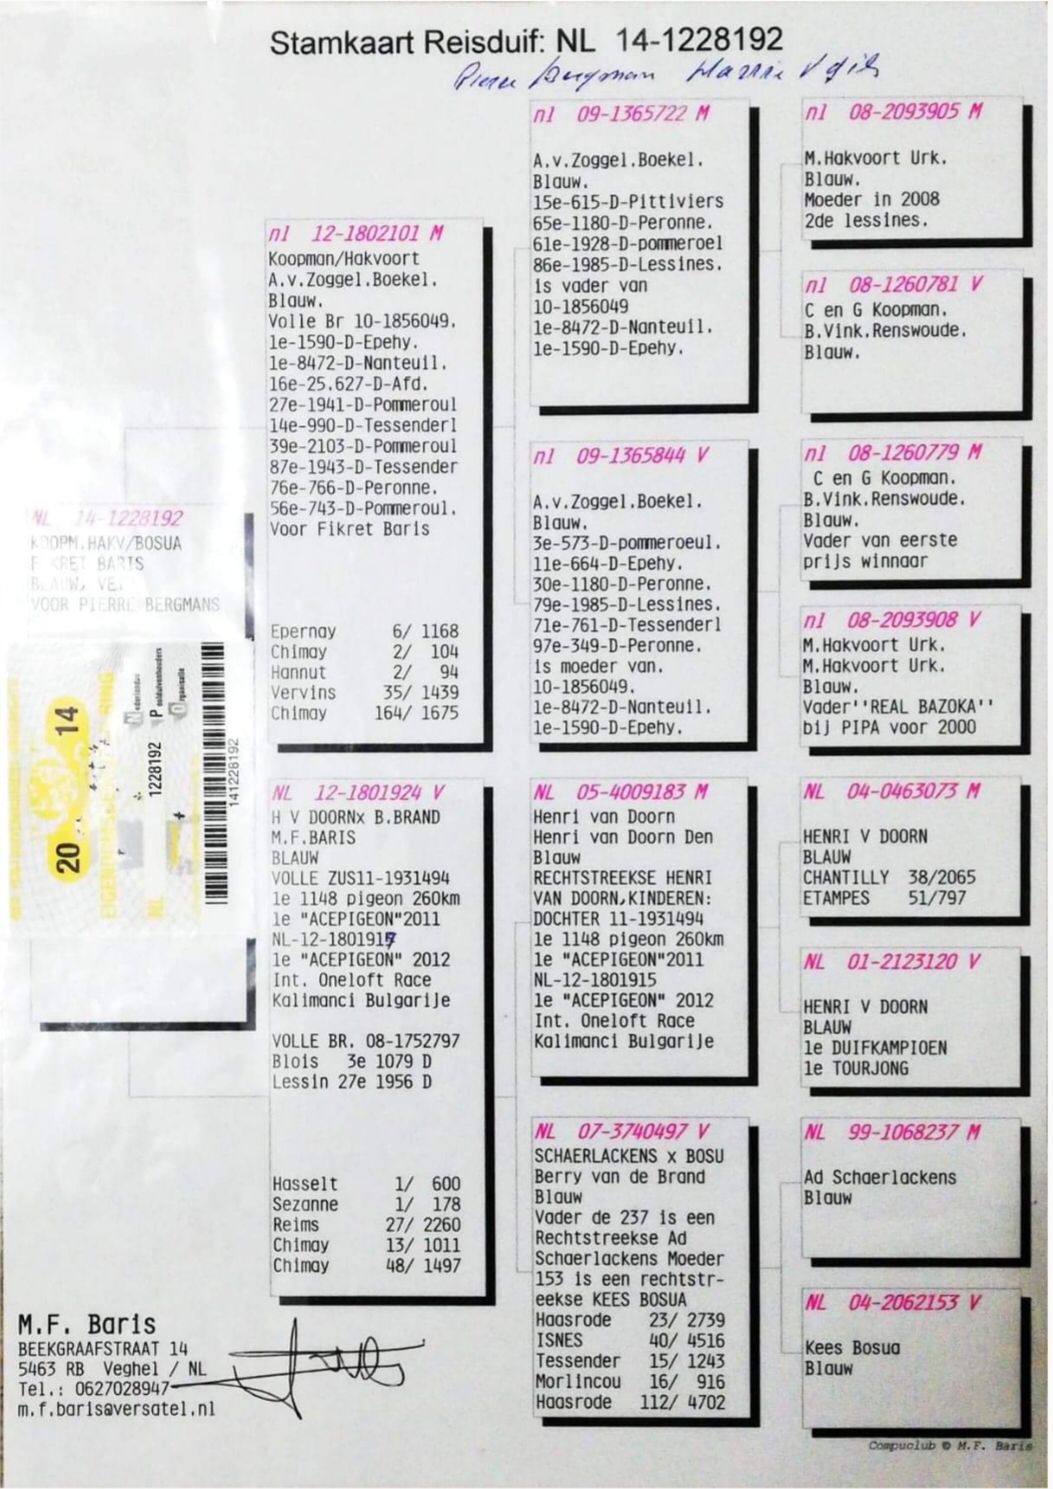 Stamkaart Reisduif: NL 14-1228192
Pierre Bergman Harrie v gils
NL 14-1228192
KOOPM.HAKV/BOSUA
FIKRET BARIS
BLAUW, VE
VOOR PIERRE BERGMANS
2014
EIGENDOMSBEWIJS RING
Nederlandse
Postduivenhouders
Organisatie
NL 1228192
141228192
nl 12-1802101 M
Koopman/Hakvoort
A.v.Zoggel.Boekel.
Blauw.
Volle Br 10-1856049.
1e-1590-D-Epehy.
1e-8472-D-Nanteuil.
16e-25.627-D-Afd.
27e-1941-D-Pommeroul
14e-990-D-Tessenderl
39e-2103-D-Pommeroul
87e-1943-D-Tessender
76e-766-D-Peronne.
56e-743-D-Pommeroul.
Voor Fikret Baris
Epernay 6/ 1168
Chimay 2/ 104
Hannut 2/ 94
Vervins 35/ 1439
Chimay 164/ 1675
NL 12-1801924 V
H V DOORNx B.BRAND
M.F.BARIS
BLAUW
VOLLE ZUS11-1931494
1e 1148 pigeon 260km
1e "ACEPIGEON"2011
NL-12-1801915
1e "ACEPIGEON" 2012
Int. Oneloft Race
Kalimanci Bulgarije
VOLLE BR. 08-1752797
Blois 3e 1079 D
Lessin 27e 1956 D
Hasselt 1/ 600
Sezanne 1/ 178
Reims 27/ 2260
Chimay 13/ 1011
Chimay 48/ 1497
nl 09-1365722 M
A.v.Zoggel.Boekel.
Blauw.
15e-615-D-Pittiviers
65e-1180-D-Peronne.
61e-1928-D-pommeroel
86e-1985-D-Lessines.
is vader van
10-1856049
1e-8472-D-Nanteuil.
1e-1590-D-Epehy.
nl 09-1365844 V
A.v.Zoggel.Boekel.
Blauw.
3e-573-D-pommeroeul.
11e-664-D-Epehy.
30e-1180-D-Peronne.
79e-1985-D-Lessines.
71e-761-D-Tessenderl
97e-349-D-Peronne.
is moeder van.
10-1856049.
1e-8472-D-Nanteuil.
1e-1590-D-Epehy.
NL 05-4009183 M
Henri van Doorn
Henri van Doorn Den
Blauw
RECHTSTREEKSE HENRI
VAN DOORN,KINDEREN:
DOCHTER 11-1931494
1e 1148 pigeon 260km
1e "ACEPIGEON"2011
NL-12-1801915
1e "ACEPIGEON" 2012
Int. Oneloft Race
Kalimanci Bulgarije
NL 07-3740497 V
SCHAERLACKENS x BOSU
Berry van de Brand
Blauw
Vader de 237 is een
Rechtstreekse Ad
Schaerlackens Moeder
153 is een rechtstr-
eekse KEES BOSUA
Haasrode 23/ 2739
ISNES 40/ 4516
Tessender 15/ 1243
Morlincou 16/ 916
Haasrode 112/ 4702
nl 08-2093905 M
M.Hakvoort Urk.
Blauw.
Moeder in 2008
2de lessines.
nl 08-1260781 V
C en G Koopman.
B.Vink.Renswoude.
Blauw.
nl 08-1260779 M
C en G Koopman.
B.Vink.Renswoude.
Blauw.
Vader van eerste
prijs winnaar
nl 08-2093908 V
M.Hakvoort Urk.
M.Hakvoort Urk.
Blauw.
Vader''REAL BAZOKA''
bij PIPA voor 2000
NL 04-0463073 M
HENRI V DOORN
BLAUW
CHANTILLY 38/2065
ETAMPES 51/797
NL 01-2123120 V
HENRI V DOORN
BLAUW
1e DUIFKAMPIOEN
1e TOURJONG
NL 99-1068237 M
Ad Schaerlackens
Blauw
NL 04-2062153 V
Kees Bosua
Blauw
M.F. Baris
BEEKGRAAFSTRAAT 14
5463 RB Veghel / NL
Tel.: 0627028947
m.f.baris@versatel.nl
Compuclub © M.F. Baris